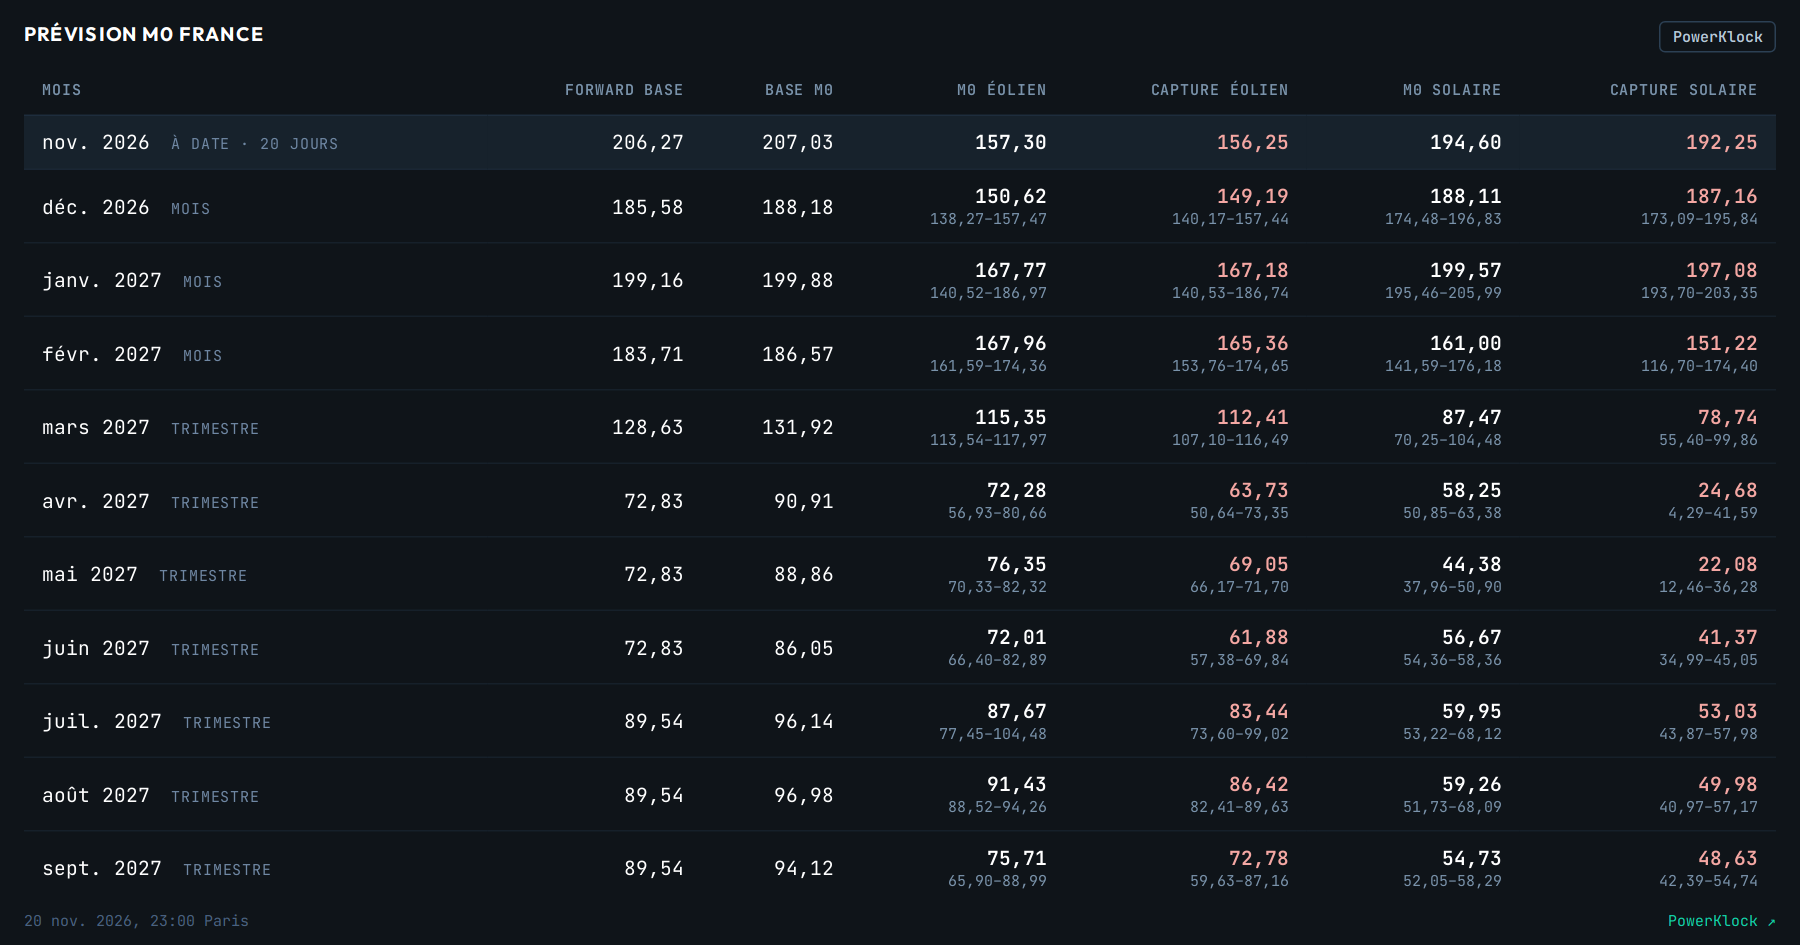 PRÉVISION M0 FRANCE
PowerKlock
MOIS FORWARD BASE BASE M0 M0 ÉOLIEN CAPTURE ÉOLIEN M0 SOLAIRE CAPTURE SOLAIRE
nov. 2026 À DATE · 20 JOURS 206,27 207,03 157,30 156,25 194,60 192,25
déc. 2026 MOIS 185,58 188,18 150,62 149,19 188,11 187,16
138,27–157,47 140,17–157,44 174,48–196,83 173,09–195,84
janv. 2027 MOIS 199,16 199,88 167,77 167,18 199,57 197,08
140,52–186,97 140,53–186,74 195,46–205,99 193,70–203,35
févr. 2027 MOIS 183,71 186,57 167,96 165,36 161,00 151,22
161,59–174,36 153,76–174,65 141,59–176,18 116,70–174,40
mars 2027 TRIMESTRE 128,63 131,92 115,35 112,41 87,47 78,74
113,54–117,97 107,10–116,49 70,25–104,48 55,40–99,86
avr. 2027 TRIMESTRE 72,83 90,91 72,28 63,73 58,25 24,68
56,93–80,66 50,64–73,35 50,85–63,38 4,29–41,59
mai 2027 TRIMESTRE 72,83 88,86 76,35 69,05 44,38 22,08
70,33–82,32 66,17–71,70 37,96–50,90 12,46–36,28
juin 2027 TRIMESTRE 72,83 86,05 72,01 61,88 56,67 41,37
66,40–82,89 57,38–69,84 54,36–58,36 34,99–45,05
juil. 2027 TRIMESTRE 89,54 96,14 87,67 83,44 59,95 53,03
77,45–104,48 73,60–99,02 53,22–68,12 43,87–57,98
août 2027 TRIMESTRE 89,54 96,98 91,43 86,42 59,26 49,98
88,52–94,26 82,41–89,63 51,73–68,09 40,97–57,17
sept. 2027 TRIMESTRE 89,54 94,12 75,71 72,78 54,73 48,63
65,90–88,99 59,63–87,16 52,05–58,29 42,39–54,74
20 nov. 2026, 23:00 Paris
PowerKlock ↗